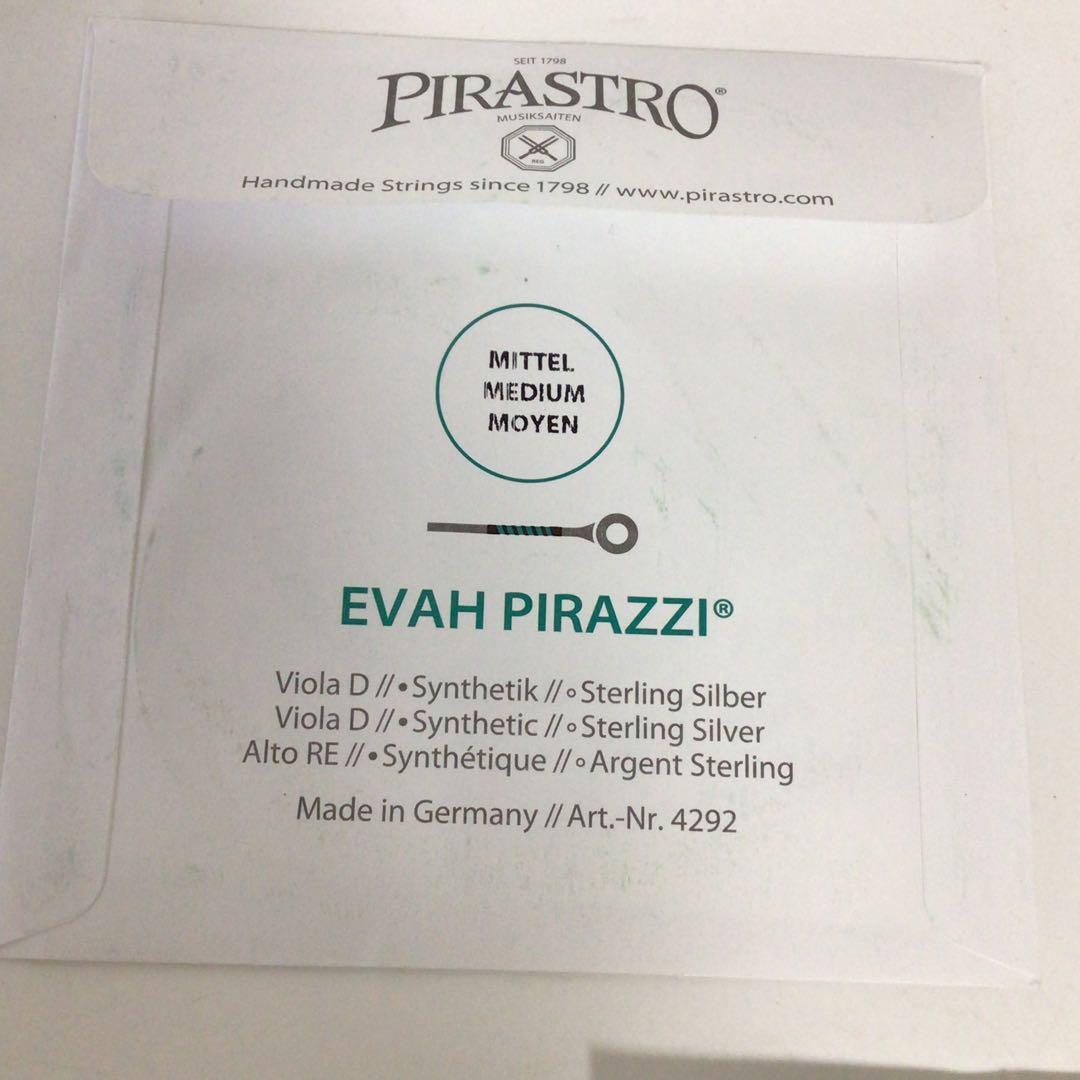 SEIT 1798
PIRASTRO®
MUSIKSAITEN
REG
Handmade Strings since 1798 // www.pirastro.com
MITTEL
MEDIUM
MOYEN
EVAH PIRAZZI®
Viola D //•Synthetik //∘Sterling Silber
Viola D //•Synthetic //∘Sterling Silver
Alto RE //•Synthétique //∘Argent Sterling
Made in Germany // Art.-Nr. 4292